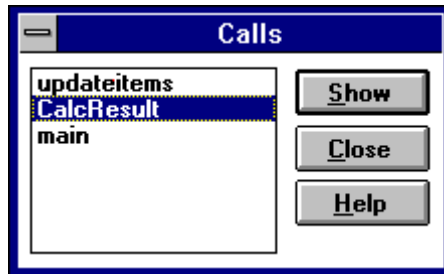 Calls
updateitems
CalcResult
main
Show
Close
Help